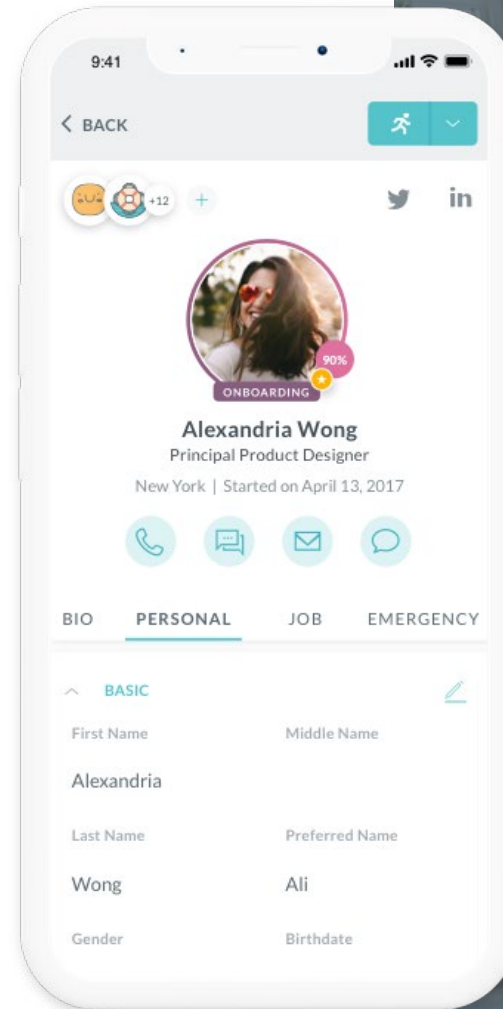 9:41
BACK
+12 +
in
90%
ONBOARDING
Alexandria Wong
Principal Product Designer
New York | Started on April 13, 2017
BIO PERSONAL JOB EMERGENCY
BASIC
First Name Middle Name
Alexandria
Last Name Preferred Name
Wong Ali
Gender Birthdate